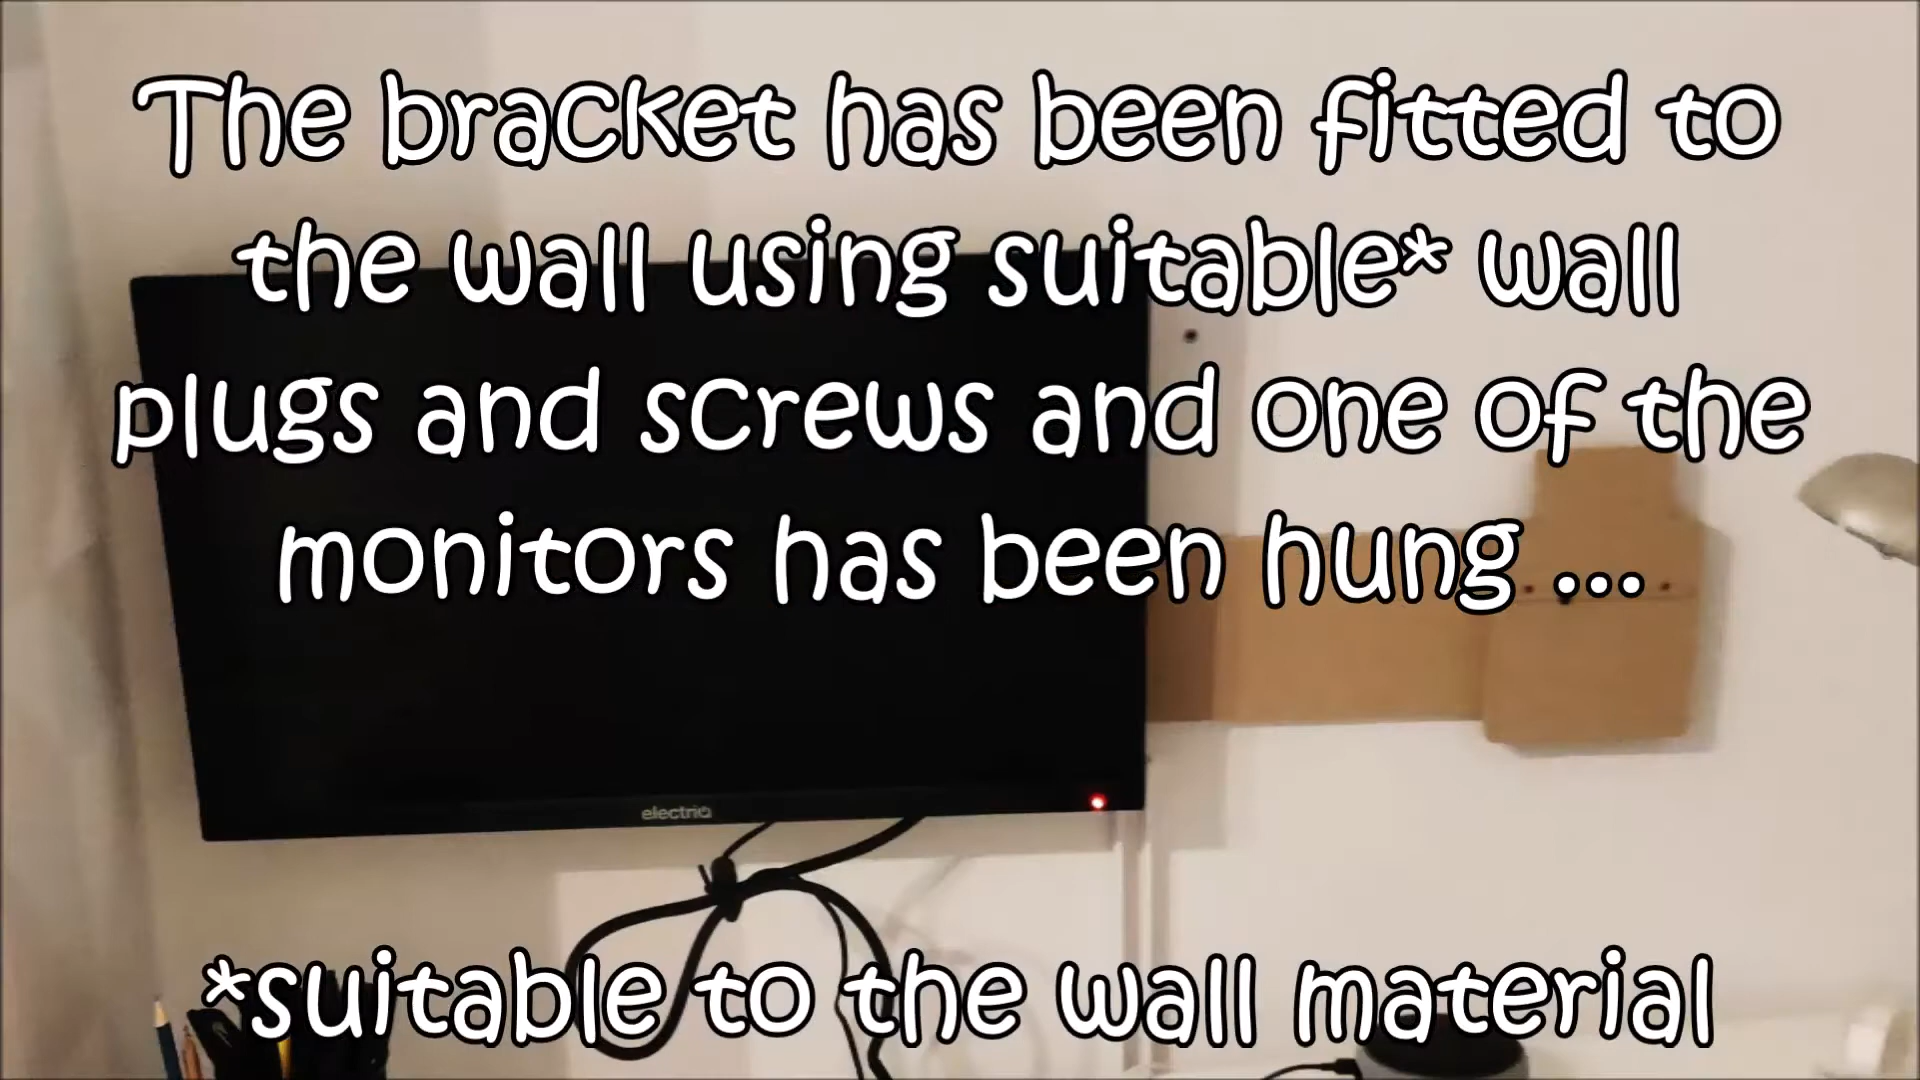 The bracket has been fitted to
the wall using suitable* wall
plugs and screws and one of the
monitors has been hung ...
electriq
*suitable to the wall material